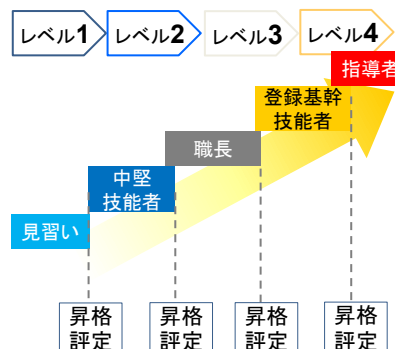 レベル1
レベル2
レベル3
レベル4
指導者
登録基幹
技能者
職長
中堅
技能者
見習い
昇格
評定
昇格
評定
昇格
評定
昇格
評定